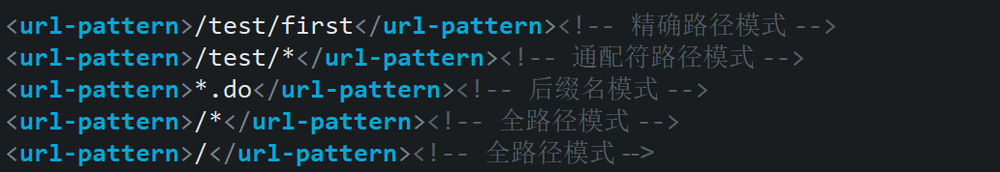 <url-pattern>/test/first</url-pattern><!-- 精确路径模式 -->
<url-pattern>/test/*</url-pattern><!-- 通配符路径模式 -->
<url-pattern>*.do</url-pattern><!-- 后缀名模式 -->
<url-pattern>/*</url-pattern><!-- 全路径模式 -->
<url-pattern>/</url-pattern><!-- 全路径模式 -->